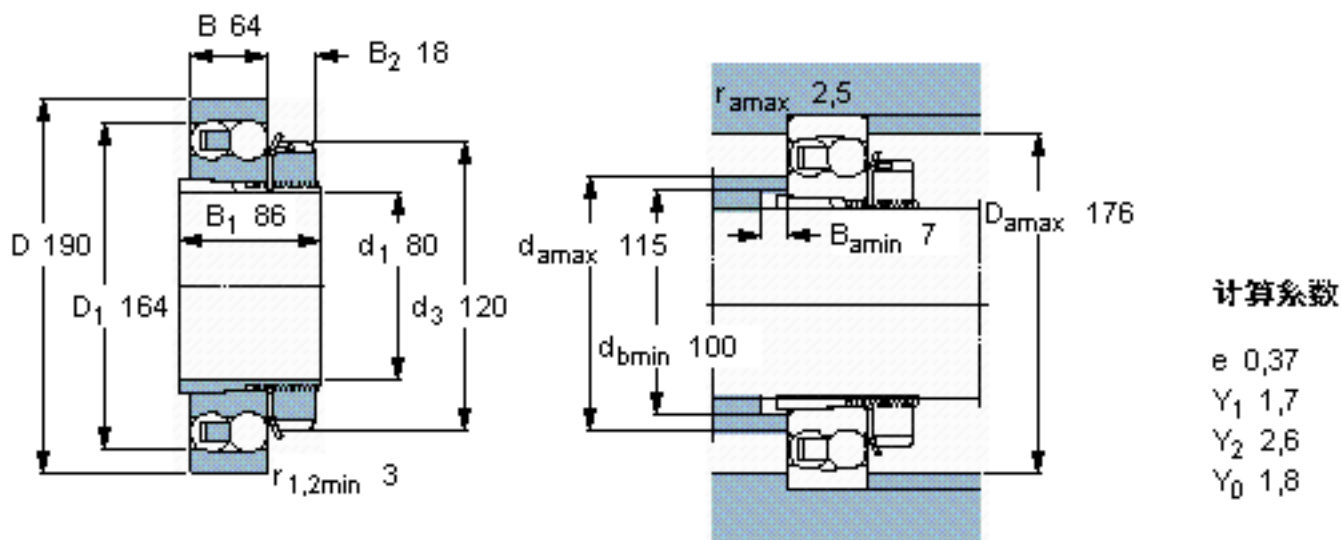 B 64
B2 18
D 190
D1 164
B1 86
d1 80
d3 120
r1,2min 3
ramax 2,5
damax 115
dbmin 100
Bamin 7
Damax 176
计算系数
e 0,37
Y1 1,7
Y2 2,6
Y0 1,8